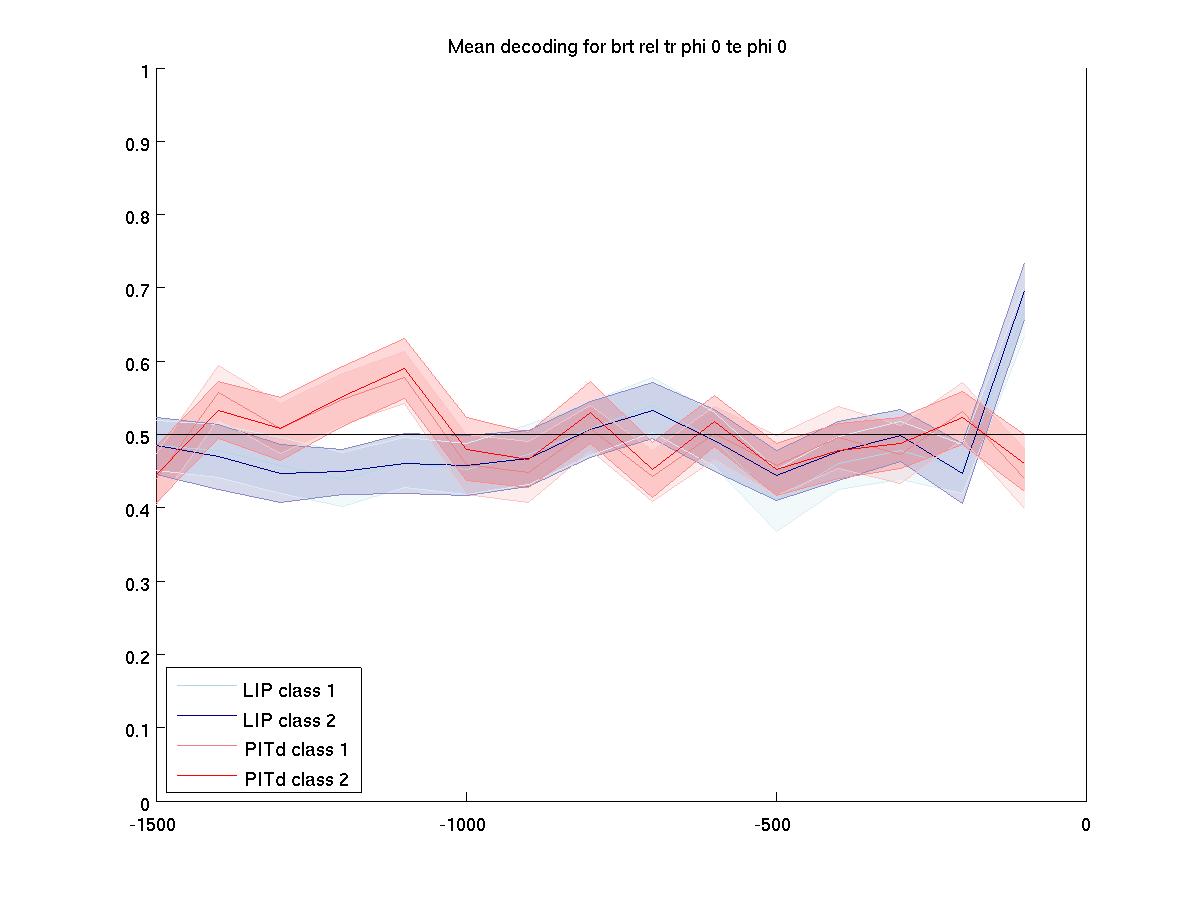 Mean decoding for brt rel tr phi 0 te phi 0
1
0.9
0.8
0.7
0.6
0.5
0.4
0.3
0.2
0.1
0
LIP class 1
LIP class 2
PITd class 1
PITd class 2
-1500 -1000 -500 0